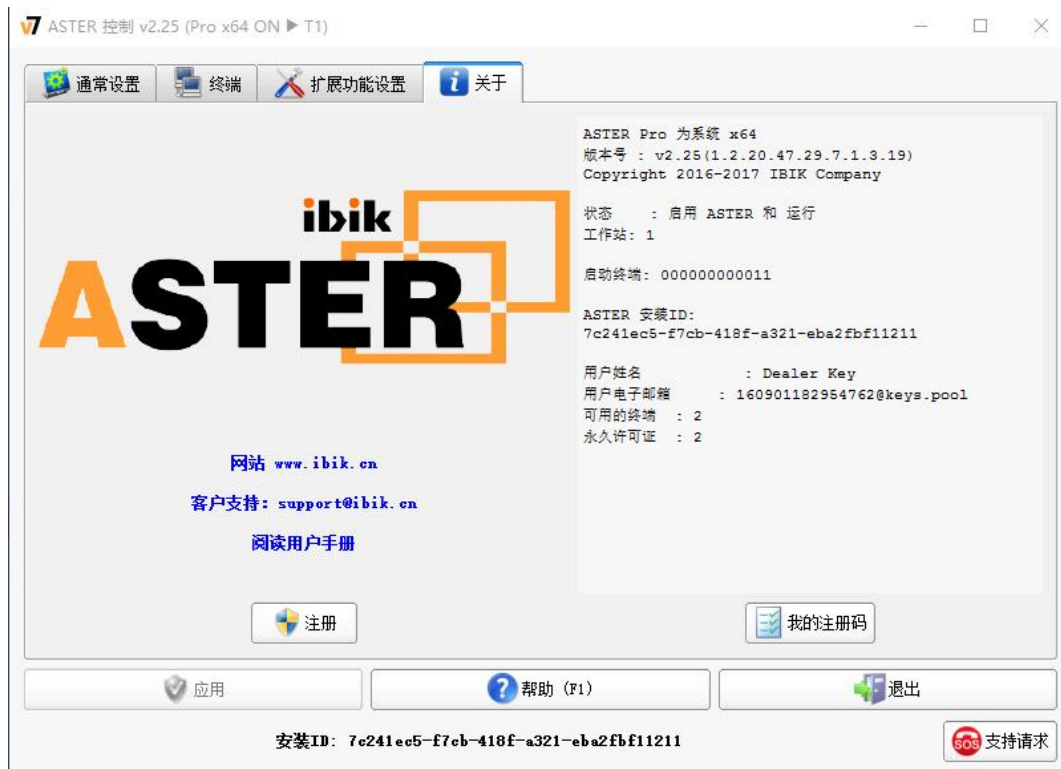 ASTER 控制 v2.25 (Pro x64 ON ▶ T1)
通常设置
终端
扩展功能设置
关于
ibik
ASTER
网站 www.ibik.cn
客户支持: support@ibik.cn
阅读用户手册
注册
ASTER Pro 为系统 x64
版本号 : v2.25(1.2.20.47.29.7.1.3.19)
Copyright 2016-2017 IBIK Company
状态 : 启用 ASTER 和 运行
工作站: 1
启动终端: 000000000011
ASTER 安装ID:
7c241ec5-f7cb-418f-a321-eba2fbf11211
用户姓名 : Dealer Key
用户电子邮箱 : 160901182954762@keys.pool
可用的终端 : 2
永久许可证 : 2
我的注册码
应用
帮助 (F1)
退出
安装ID: 7c241ec5-f7cb-418f-a321-eba2fbf11211
SOS 支持请求